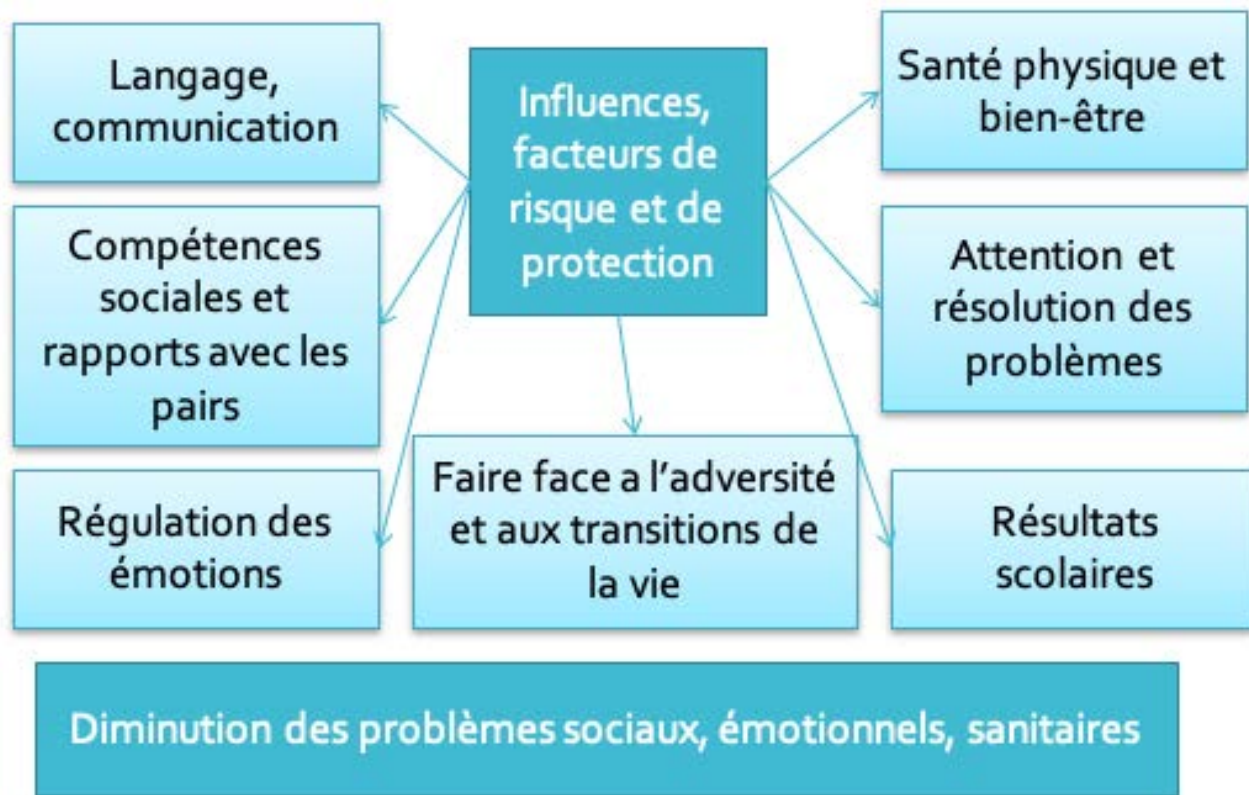 Langage,
communication
Influences,
facteurs de
risque et de
protection
Santé physique et
bien-être
Compétences
sociales et
rapports avec les
pairs
Attention et
résolution des
problèmes
Régulation des
émotions
Faire face a l'adversité
et aux transitions de
la vie
Résultats
scolaires
Diminution des problèmes sociaux, émotionnels, sanitaires